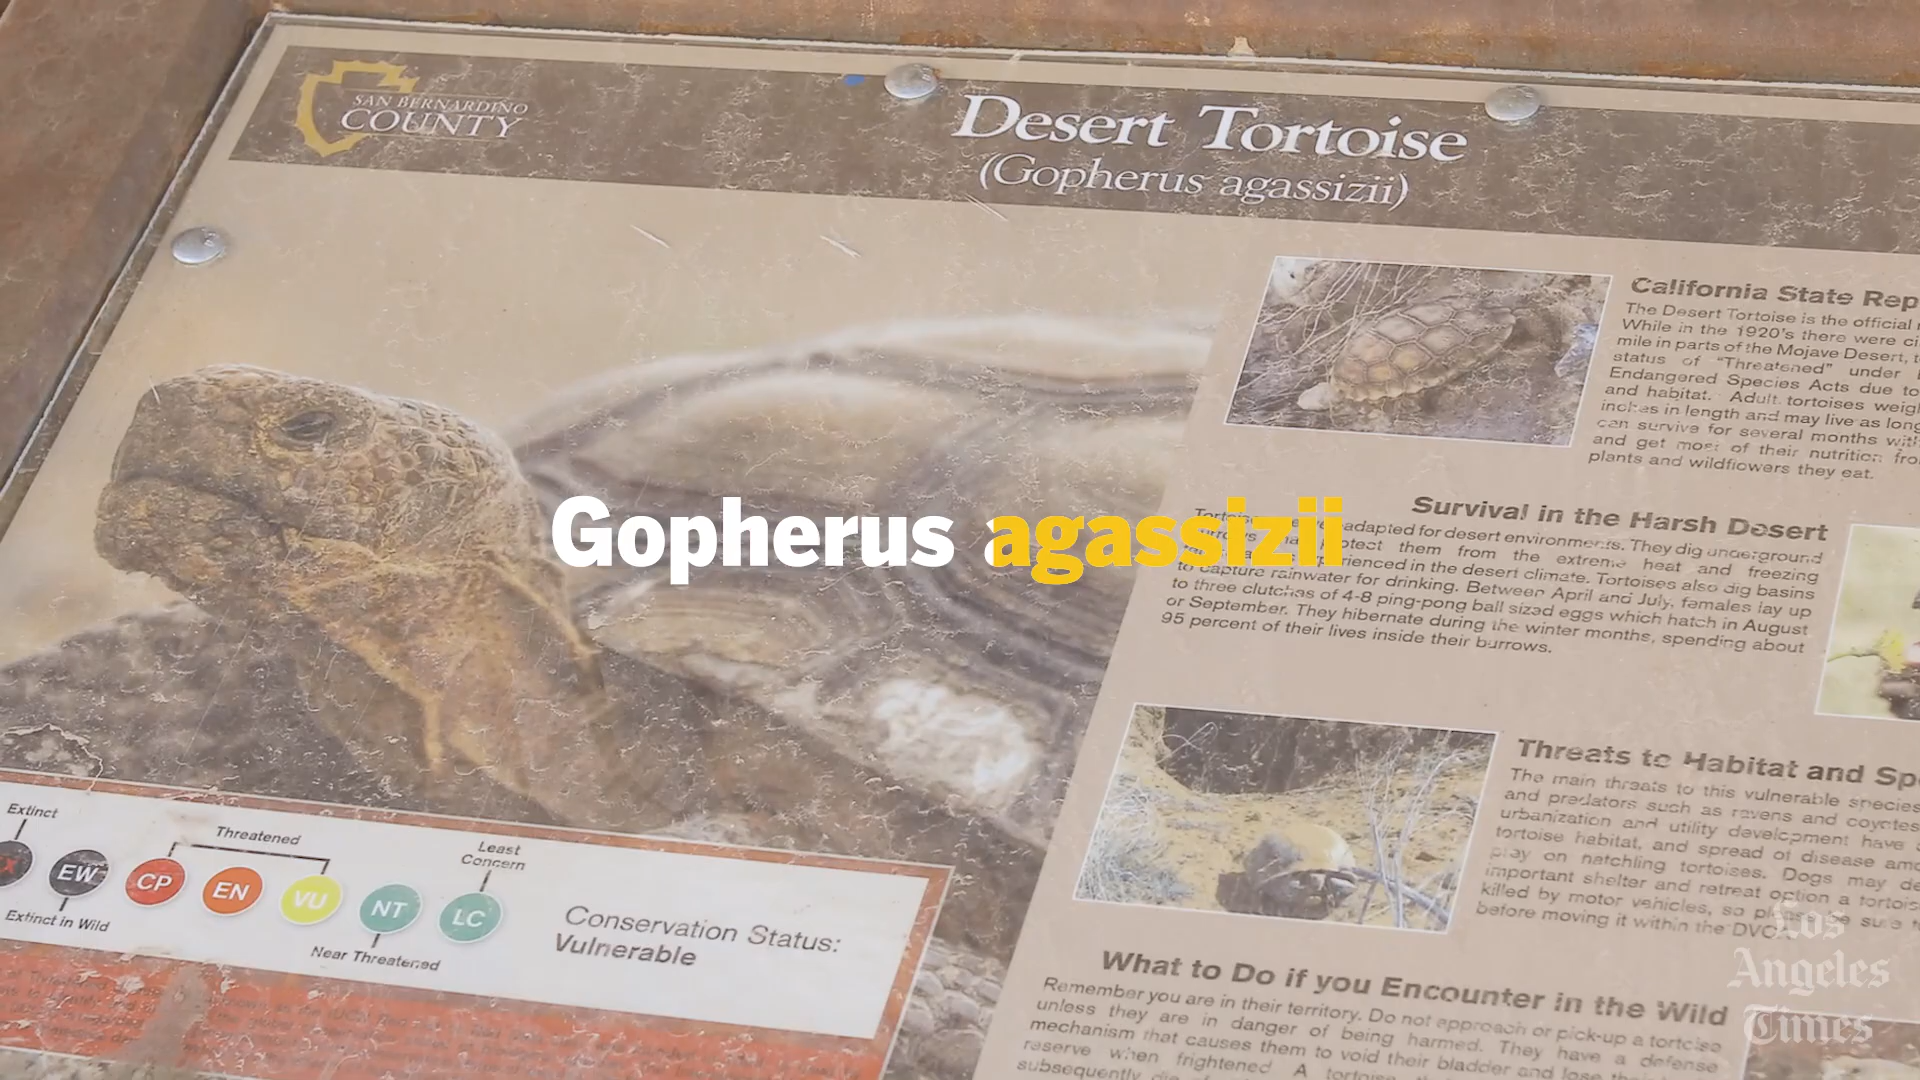 SAN BERNARDINO
COUNTY
Desert Tortoise
(Gopherus agassizii)
California State Rep
The Desert Tortoise is the official
While in the 1920's there were
mile in parts of the Mojave Desert,
status of "Threatened" under
Endangered Species Acts due to
and habitat. Adult tortoises weigh
inches in length and may live as long
can survive for several months with
and get most of their nutrition from
plants and wildflowers they eat.
Gopherus agassizii
Survival in the Harsh Desert
adapted for desert environments. They dig underground
protect them from the extreme heat and freezing
experienced in the desert climate. Tortoises also dig basins
to capture rainwater for drinking. Between April and July, females lay up
to three clutches of 4-8 ping-pong ball sized eggs which hatch in August
or September. They hibernate during the winter months, spending about
95 percent of their lives inside their burrows.
Threats to Habitat and Sp
The main threats to this vulnerable species
and predators such as ravens and coyotes
urbanization and utility development have
tortoise habitat, and spread of disease
prey on hatchling tortoises. Dogs may
important shelter and retreat option a
killed by motor vehicles, so please be sure
before moving it within the
What to Do if you Encounter in the Wild
Remember you are in their territory. Do not approach or pick-up a tortoise
unless they are in danger of being harmed. They have a defense
mechanism that causes them to void their bladder and lose their
reserve when frightened. A
subsequently die
Extinct
Threatened
Least
Concern
X EW CP EN VU NT LC
Extinct in Wild
Near Threatened
Conservation Status:
Vulnerable
Los
Angeles
Times